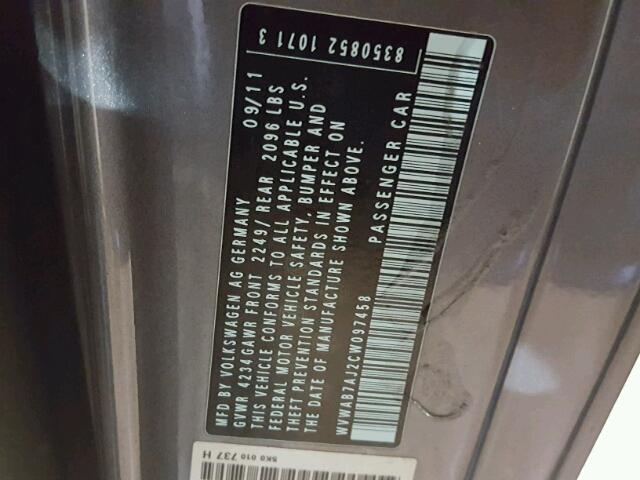 MFD BY VOLKSWAGEN AG GERMANY 09/11
GVWR 4234 GAWR FRONT 2249/ REAR 2096 LBS
THIS VEHICLE CONFORMS TO ALL APPLICABLE U.S.
FEDERAL MOTOR VEHICLE SAFETY, BUMPER AND
THEFT PREVENTION STANDARDS IN EFFECT ON
THE DATE OF MANUFACTURE SHOWN ABOVE.
WVWAB7AJ2CW097458 PASSENGER CAR
8350852 1071 3
5K0 010 737 H